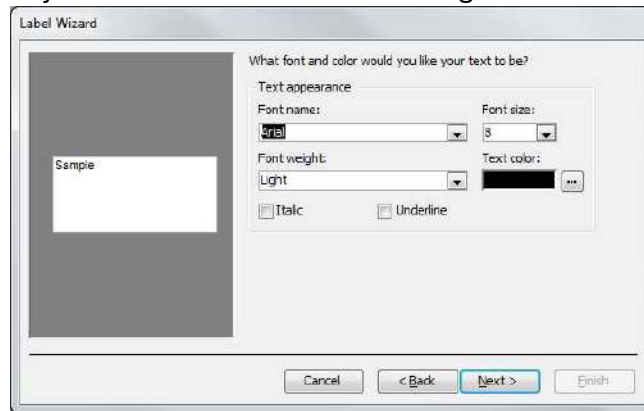 Label Wizard
What font and color would you like your text to be?
Text appearance
Font name:
Font size:
Arial
8
Font weight:
Text color:
Light
...
Italic
Underline
Sample
Cancel
< Back
Next >
Finish